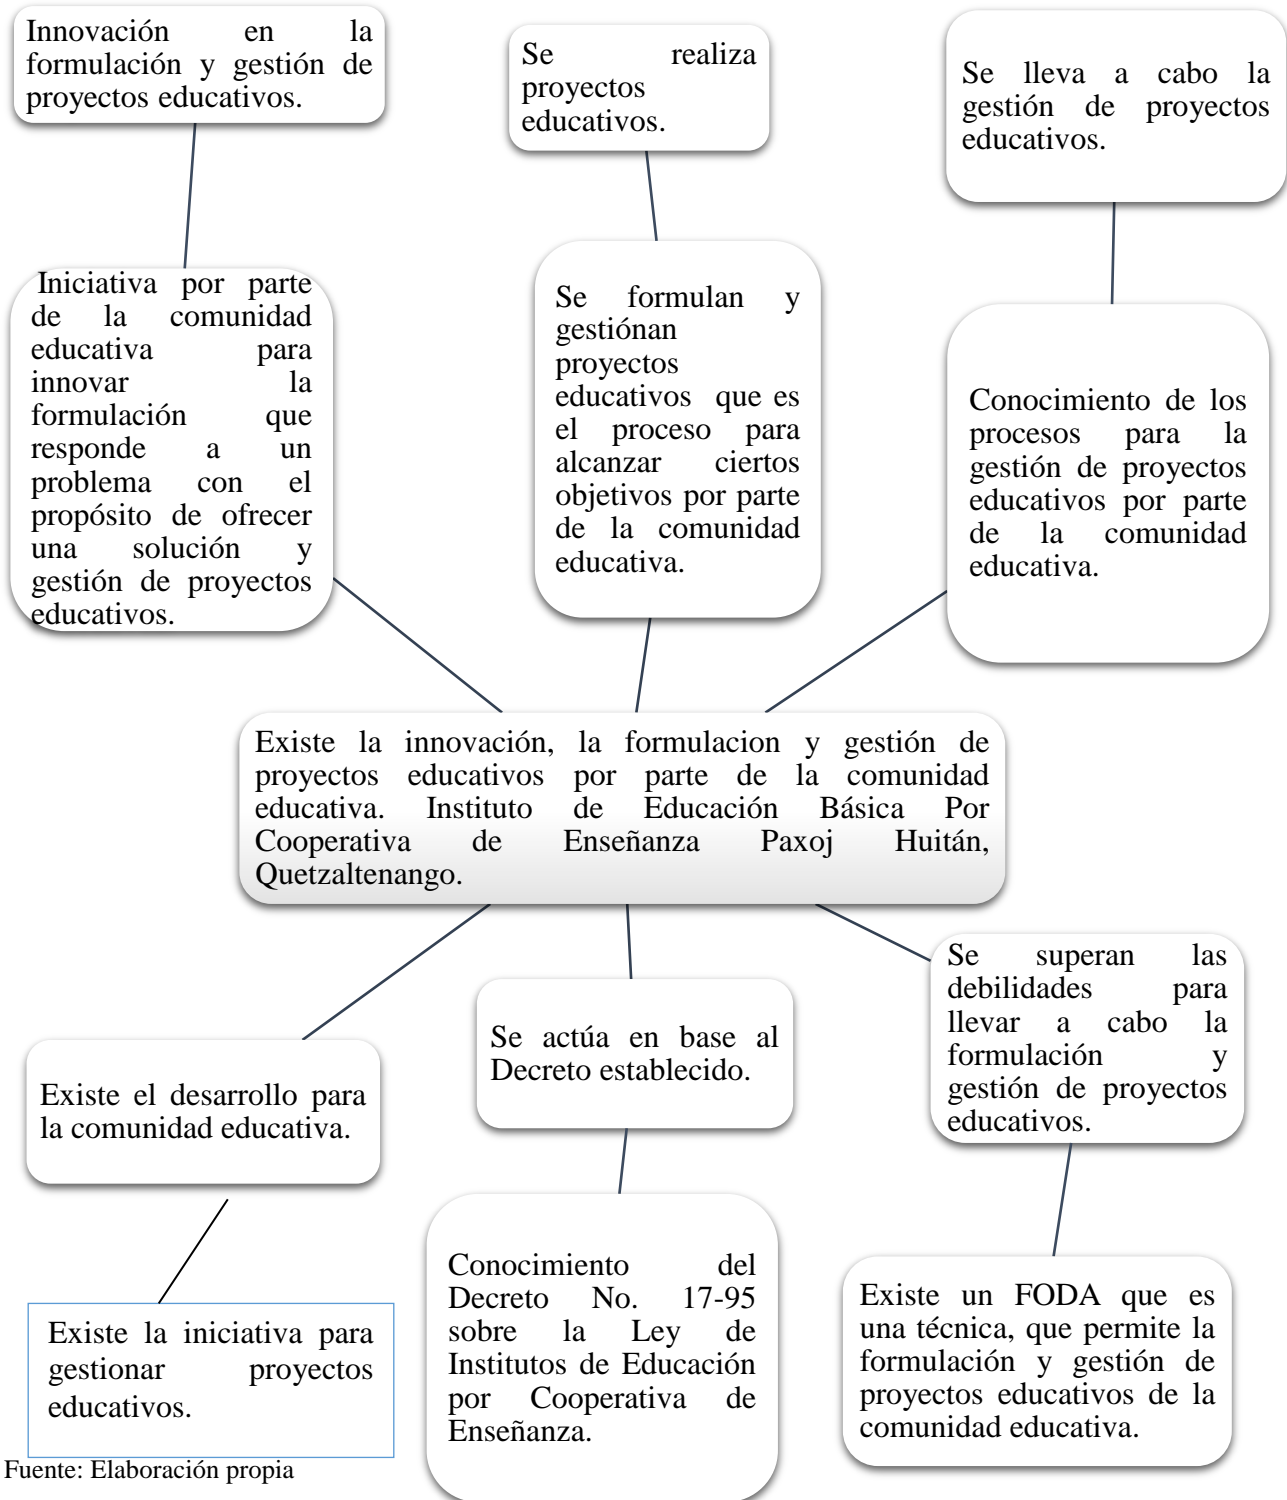 Innovación en la
formulación y gestión de
proyectos educativos.
Se realiza
proyectos
educativos.
Se lleva a cabo la
gestión de proyectos
educativos.
Iniciativa por parte
de la comunidad
educativa para
innovar la
formulación que
responde a un
problema con el
propósito de ofrecer
una solución y
gestión de proyectos
educativos.
Se formulan y
gestiónan
proyectos
educativos que es
el proceso para
alcanzar ciertos
objetivos por parte
de la comunidad
educativa.
Conocimiento de los
procesos para la
gestión de proyectos
educativos por parte
de la comunidad
educativa.
Existe la innovación, la formulacion y gestión de
proyectos educativos por parte de la comunidad
educativa. Instituto de Educación Básica Por
Cooperativa de Enseñanza Paxoj Huitán,
Quetzaltenango.
Existe el desarrollo para
la comunidad educativa.
Se actúa en base al
Decreto establecido.
Se superan las
debilidades para
llevar a cabo la
formulación y
gestión de proyectos
educativos.
Existe la iniciativa para
gestionar proyectos
educativos.
Conocimiento del
Decreto No. 17-95
sobre la Ley de
Institutos de Educación
por Cooperativa de
Enseñanza.
Existe un FODA que es
una técnica, que permite la
formulación y gestión de
proyectos educativos de la
comunidad educativa.
Fuente: Elaboración propia